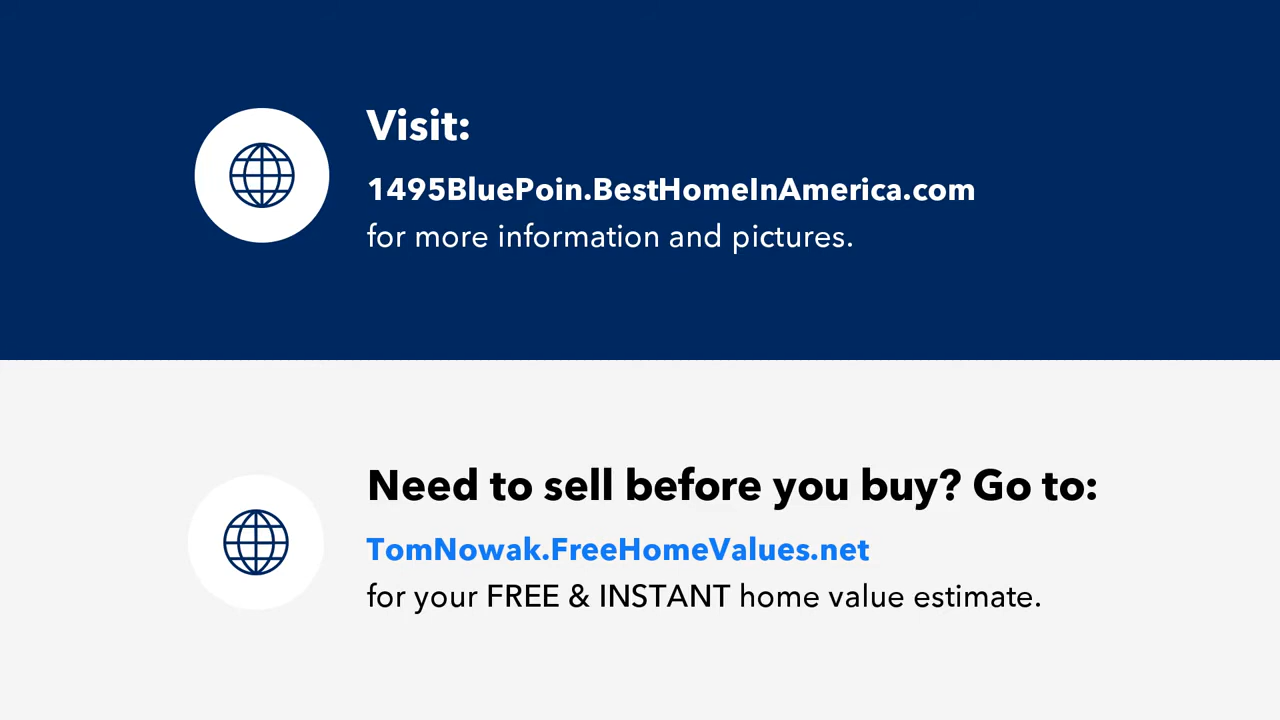 Visit:
1495BluePoin.BestHomeInAmerica.com
for more information and pictures.
Need to sell before you buy? Go to:
TomNowak.FreeHomeValues.net
for your FREE & INSTANT home value estimate.